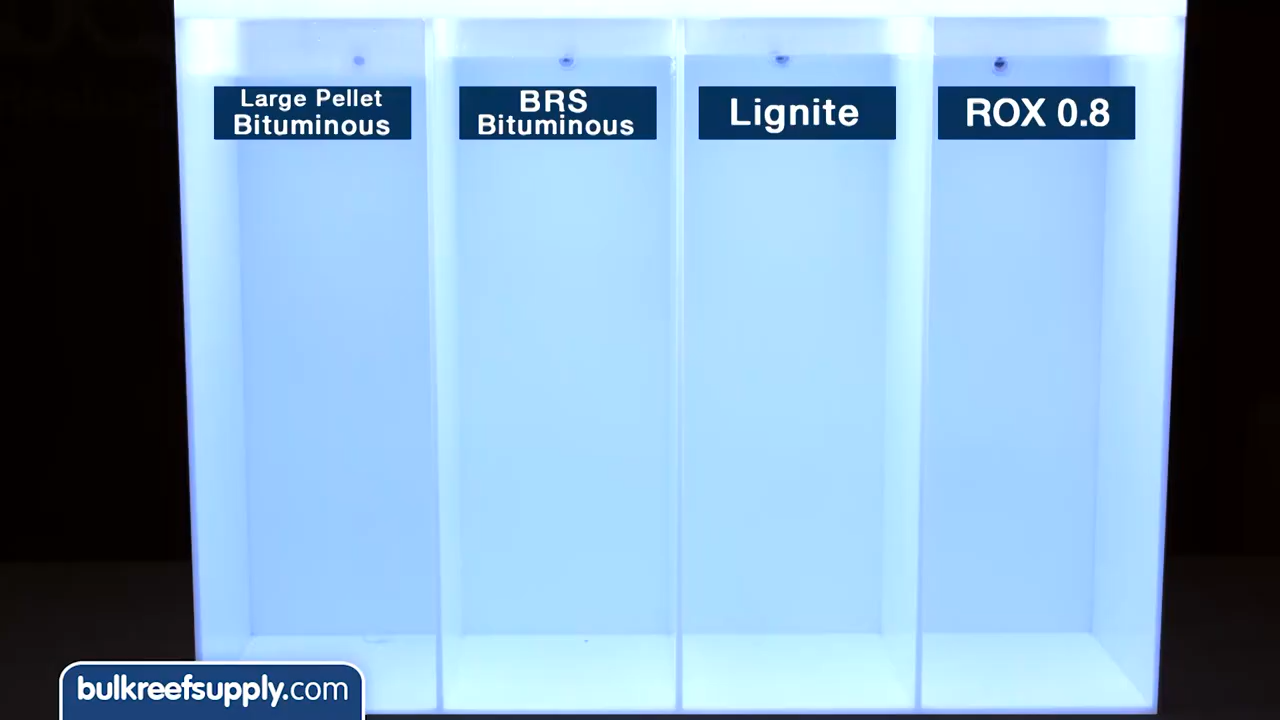 Large Pellet
Bituminous
BRS
Bituminous
Lignite
ROX 0.8
bulkreefsupply.com